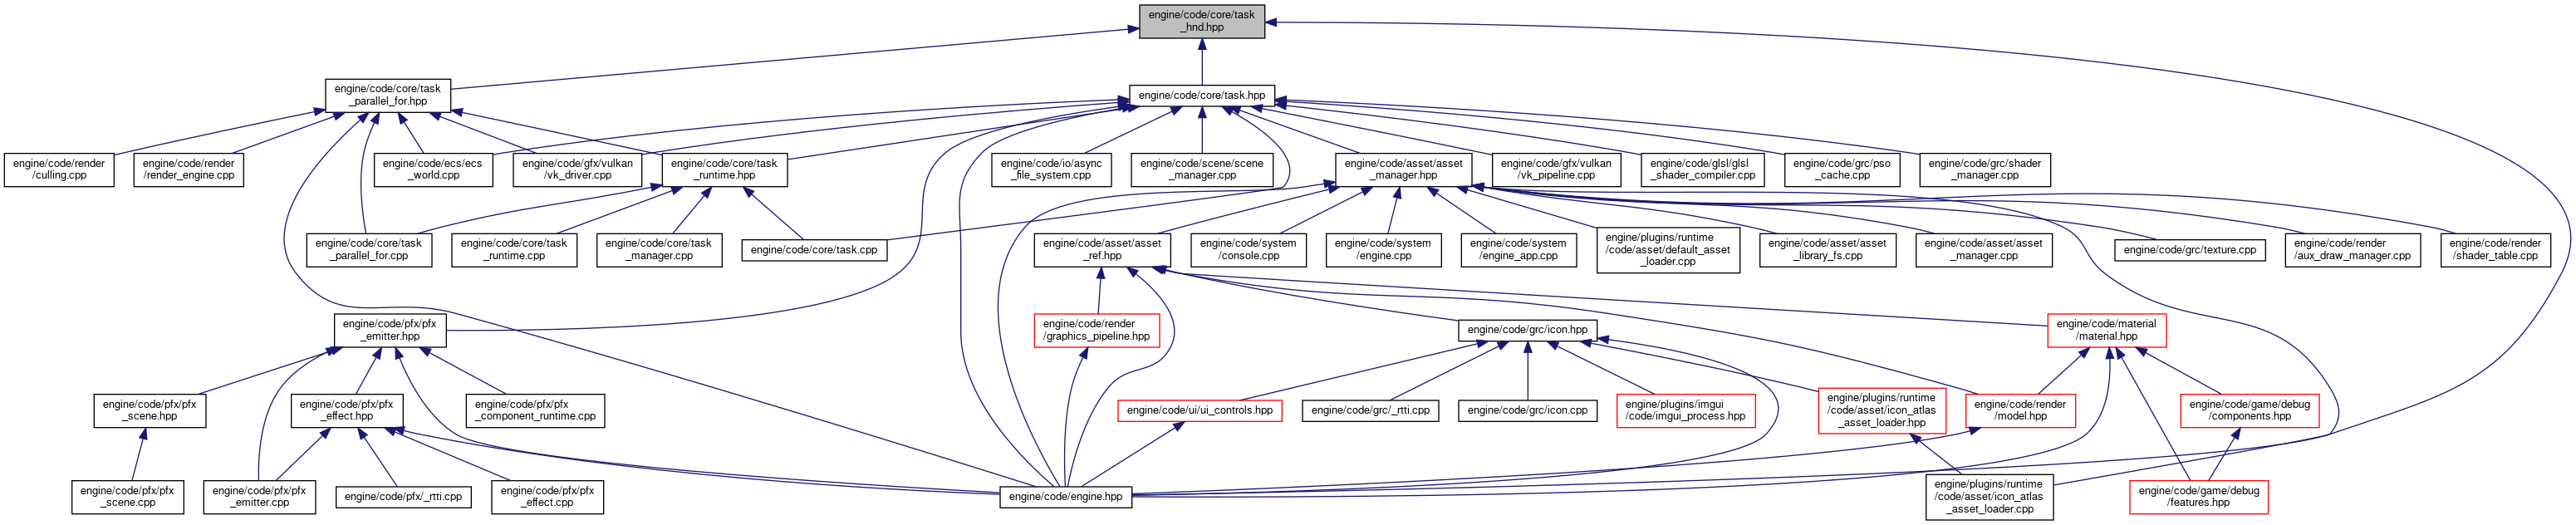 engine/code/core/task
_hnd.hpp
engine/code/core/task
_parallel_for.hpp
engine/code/core/task.hpp
engine/code/render
/culling.cpp
engine/code/render
/render_engine.cpp
engine/code/ecs/ecs
_world.cpp
engine/code/gfx/vulkan
/vk_driver.cpp
engine/code/core/task
_runtime.hpp
engine/code/io/async
_file_system.cpp
engine/code/scene/scene
_manager.cpp
engine/code/asset/asset
_manager.hpp
engine/code/gfx/vulkan
/vk_pipeline.cpp
engine/code/glsl/glsl
_shader_compiler.cpp
engine/code/grc/pso
_cache.cpp
engine/code/grc/shader
_manager.cpp
engine/code/core/task
_parallel_for.cpp
engine/code/core/task
_runtime.cpp
engine/code/core/task
_manager.cpp
engine/code/core/task.cpp
engine/code/asset/asset
_ref.hpp
engine/code/system
/console.cpp
engine/code/system
/engine.cpp
engine/code/system
/engine_app.cpp
engine/plugins/runtime
/code/asset/default_asset
_loader.cpp
engine/code/asset/asset
_library_fs.cpp
engine/code/asset/asset
_manager.cpp
engine/code/grc/texture.cpp
engine/code/render
/aux_draw_manager.cpp
engine/code/render
/shader_table.cpp
engine/code/pfx/pfx
_emitter.hpp
engine/code/render
/graphics_pipeline.hpp
engine/code/grc/icon.hpp
engine/code/material
/material.hpp
engine/code/pfx/pfx
_scene.hpp
engine/code/pfx/pfx
_effect.hpp
engine/code/pfx/pfx
_component_runtime.cpp
engine/code/ui/ui_controls.hpp
engine/code/grc/_rtti.cpp
engine/code/grc/icon.cpp
engine/plugins/imgui
/code/imgui_process.hpp
engine/plugins/runtime
/code/asset/icon_atlas
_asset_loader.hpp
engine/code/render
/model.hpp
engine/code/game/debug
/components.hpp
engine/code/pfx/pfx
_scene.cpp
engine/code/pfx/pfx
_emitter.cpp
engine/code/pfx/_rtti.cpp
engine/code/pfx/pfx
_effect.cpp
engine/code/engine.hpp
engine/plugins/runtime
/code/asset/icon_atlas
_asset_loader.cpp
engine/code/game/debug
/features.hpp